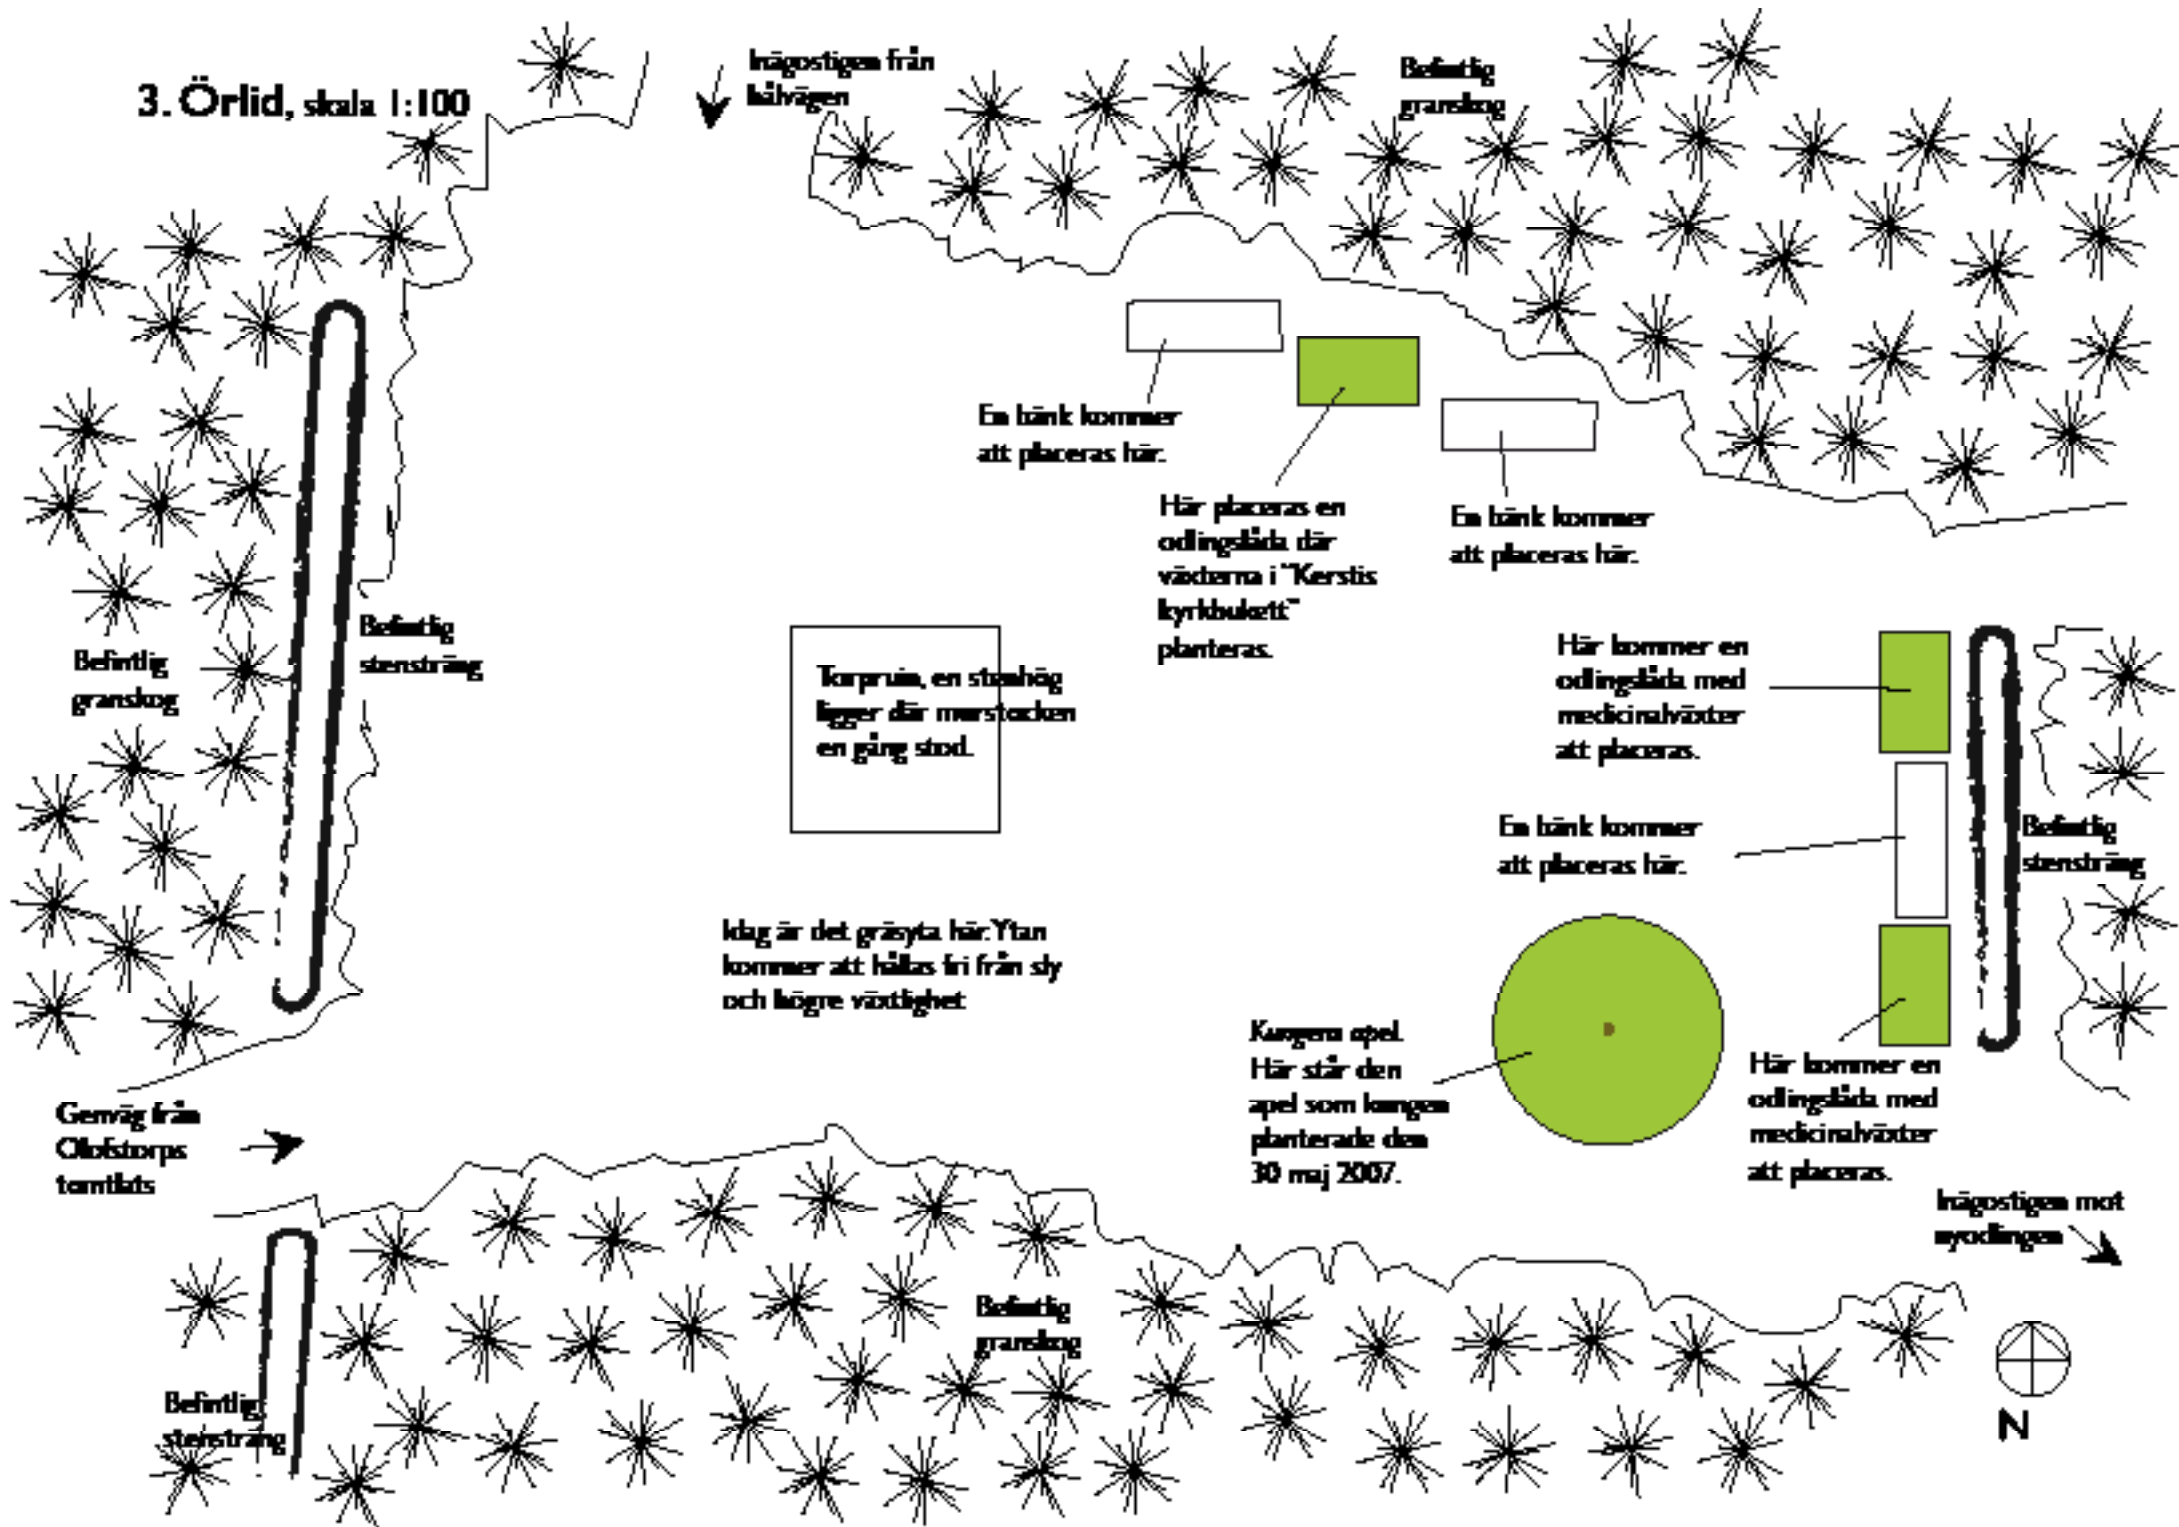 3. Örlid, skala 1:100
Inägostigen från
hålvägen
Befintlig
granskog
En bänk kommer
att placeras här.
Här placeras en
odlingslåda där
växterna i "Kerstis
kyrkbukett"
planteras.
En bänk kommer
att placeras här.
Befintlig
stensträng
Befintlig
granskog
Torpruin, en stenhög
ligger där murstocken
en gång stod.
Här kommer en
odlingslåda med
medicinalväxter
att placeras.
En bänk kommer
att placeras här.
Befintlig
stensträng
Idag är det gräsyta här. Ytan
kommer att hållas fri från sly
och högre växtlighet
Kungens apel.
Här står den
apel som kungen
planterade den
30 maj 2007.
Här kommer en
odlingslåda med
medicinalväxter
att placeras.
Genväg från
Olofstorps
tomtplats
Inägostigen mot
nyodlingen
Befintlig
granskog
Befintlig
stensträng
N